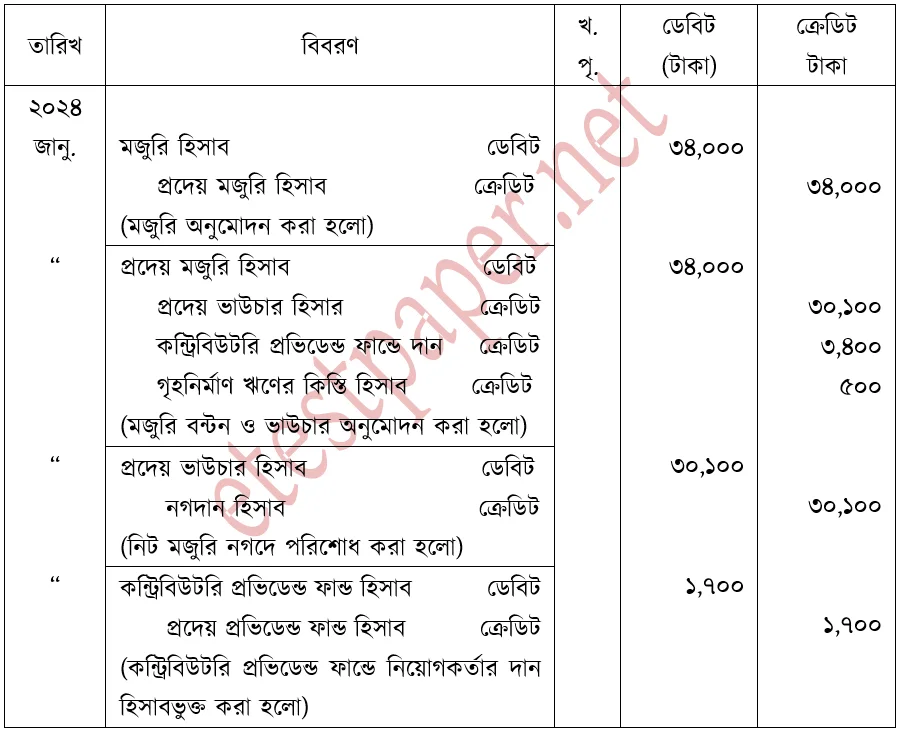 তারিখ বিবরণ খ. পৃ. ডেবিট (টাকা) ক্রেডিট টাকা
২০২৪
জানু. মজুরি হিসাব ডেবিট ৩৪,০০০
প্রদেয় মজুরি হিসাব ক্রেডিট ৩৪,০০০
(মজুরি অনুমোদন করা হলো)
“ প্রদেয় মজুরি হিসাব ডেবিট ৩৪,০০০
প্রদেয় ভাউচার হিসার ক্রেডিট ৩০,১০০
কন্ট্রিবিউটরি প্রভিডেন্ড ফান্ডে দান ক্রেডিট ৩,৪০০
গৃহনির্মাণ ঋণের কিস্তি হিসাব ক্রেডিট ৫০০
(মজুরি বন্টন ও ভাউচার অনুমোদন করা হলো)
“ প্রদেয় ভাউচার হিসাব ডেবিট ৩০,১০০
নগদান হিসাব ক্রেডিট ৩০,১০০
(নিট মজুরি নগদে পরিশোধ করা হলো)
“ কন্ট্রিবিউটরি প্রভিডেন্ড ফান্ড হিসাব ডেবিট ১,৭০০
প্রদেয় প্রভিডেন্ড ফান্ড হিসাব ক্রেডিট ১,৭০০
(কন্ট্রিবিউটরি প্রভিডেন্ড ফান্ডে নিয়োগকর্তার দান
হিসাবভুক্ত করা হলো)
etestpaper.net